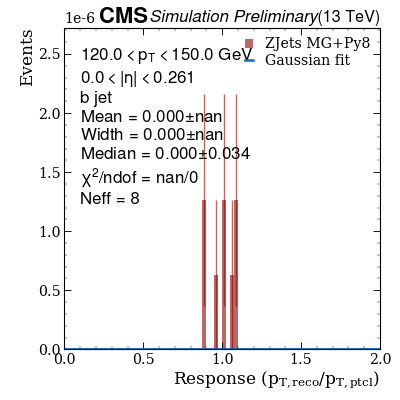 1e-6 CMS Simulation Preliminary (13 TeV)
Events
120.0 < pT < 150.0 GeV
0.0 < |η| < 0.261
b jet
Mean = 0.000±nan
Width = 0.000±nan
Median = 0.000±0.034
χ²/ndof = nan/0
Neff = 8
ZJets MG+Py8
Gaussian fit
2.5
2.0
1.5
1.0
0.5
0.0
0.0 0.5 1.0 1.5 2.0
Response (pT,reco/pT,ptcl)